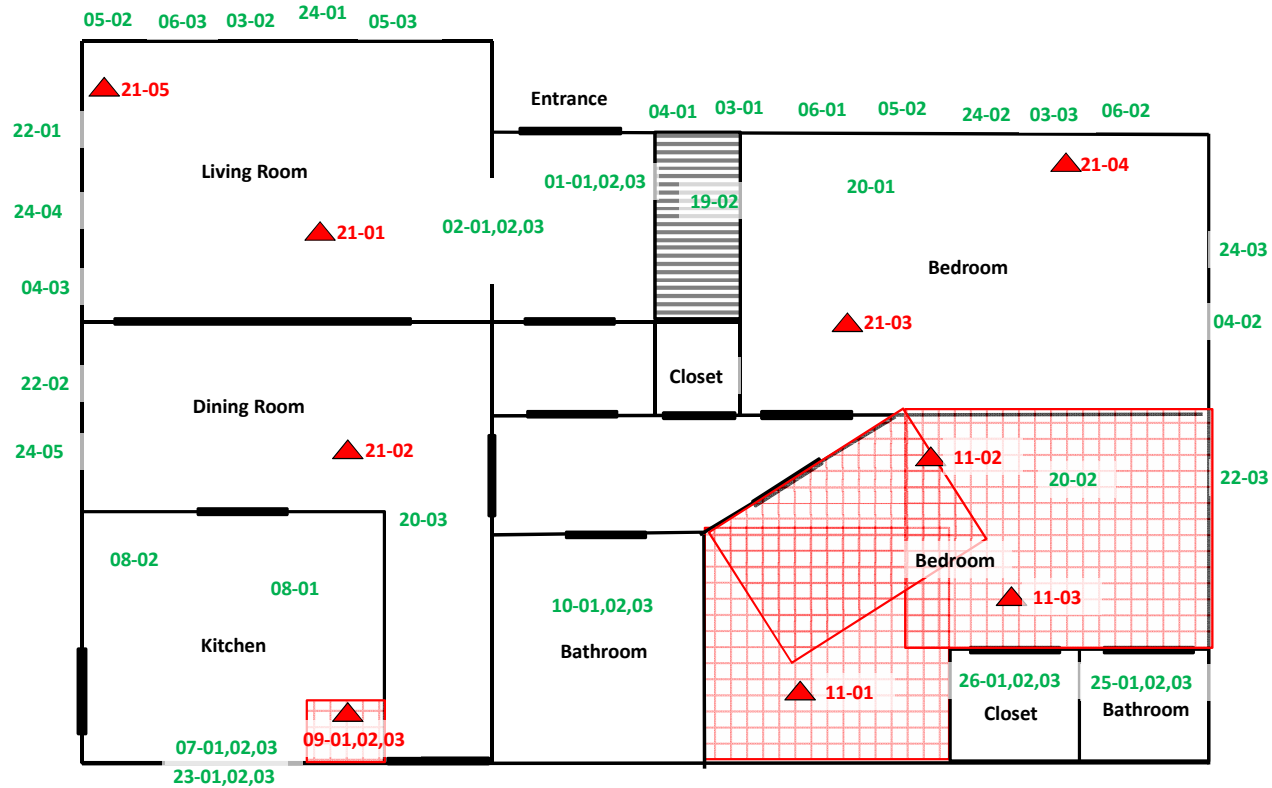 05-02 06-03 03-02 24-01 05-03
21-05
Entrance
04-01 03-01 06-01 05-02 24-02 03-03 06-02
22-01
Living Room
01-01,02,03
19-02
20-01
21-04
24-04
21-01
02-01,02,03
Bedroom
24-03
04-03
21-03
04-02
22-02
Dining Room
Closet
24-05
21-02
11-02
20-02
22-03
20-03
08-02
08-01
Bedroom
Kitchen
10-01,02,03
Bathroom
11-03
11-01
26-01,02,03
Closet
25-01,02,03
Bathroom
09-01,02,03
07-01,02,03
23-01,02,03